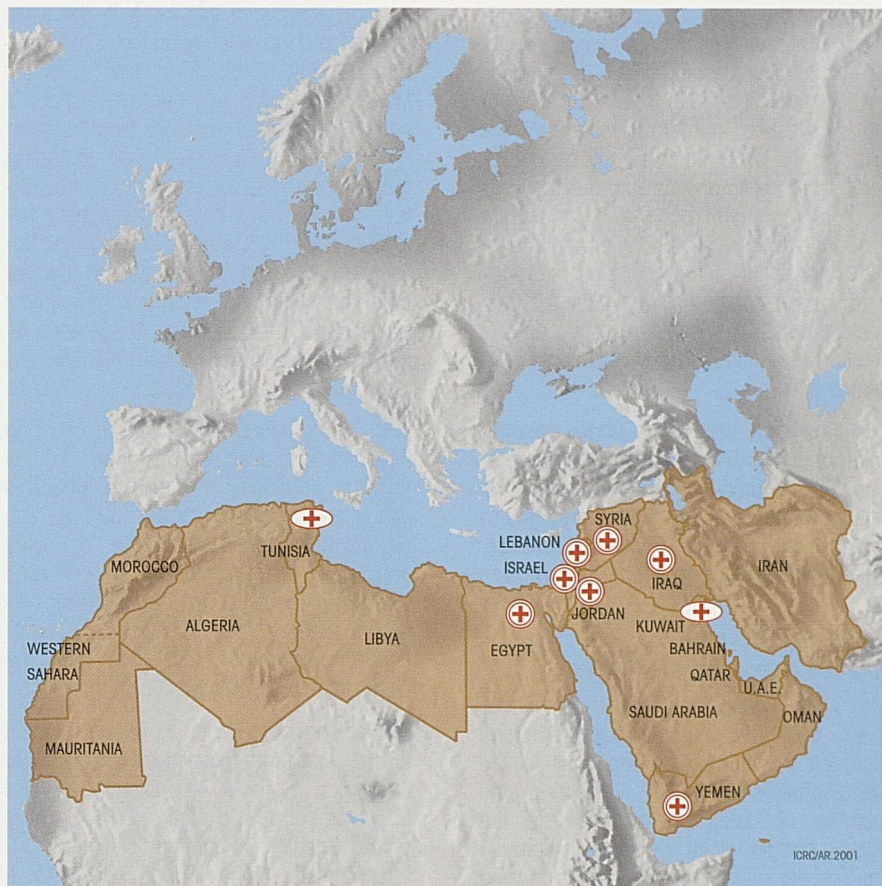 SYRIA
LEBANON
ISRAEL
IRAQ
IRAN
TUNISIA
MOROCCO
JORDAN
KUWAIT
ALGERIA
LIBYA
EGYPT
WESTERN
SAHARA
BAHRAIN
QATAR
U.A.E.
SAUDI ARABIA
OMAN
MAURITANIA
YEMEN
ICRC/AR.2001